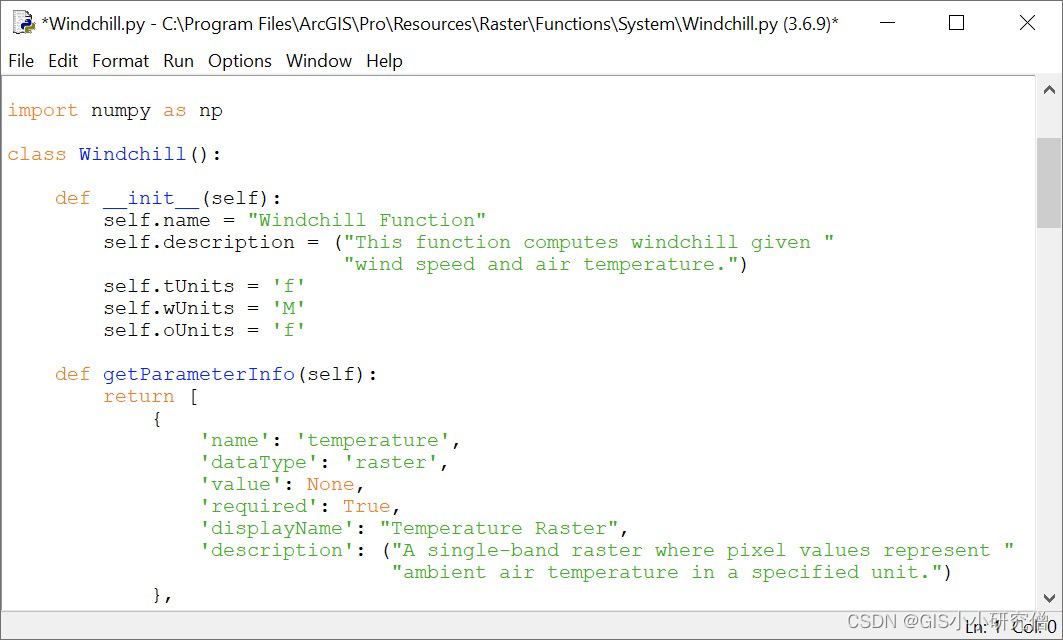 *Windchill.py - C:\Program Files\ArcGIS\Pro\Resources\Raster\Functions\System\Windchill.py (3.6.9)*
File Edit Format Run Options Window Help
import numpy as np
class Windchill():
    def __init__(self):
        self.name = "Windchill Function"
        self.description = ("This function computes windchill given "
                            "wind speed and air temperature.")
        self.tUnits = 'f'
        self.wUnits = 'M'
        self.oUnits = 'f'
    def getParameterInfo(self):
        return [
            {
                'name': 'temperature',
                'dataType': 'raster',
                'value': None,
                'required': True,
                'displayName': "Temperature Raster",
                'description': ("A single-band raster where pixel values represent "
                                "ambient air temperature in a specified unit.")
            },
Ln: 1 Col: 0
CSDN @GIS小小研究僧